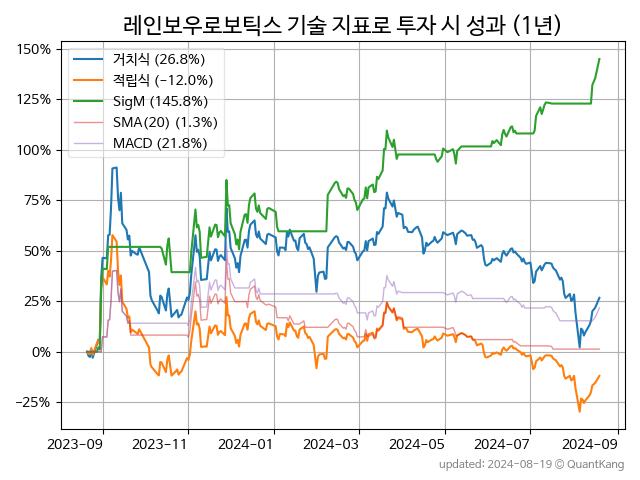 레인보우로보틱스 기술 지표로 투자 시 성과 (1년)
150%
125%
100%
75%
50%
25%
0%
−25%
거치식 (26.8%)
적립식 (−12.0%)
SigM (145.8%)
SMA(20) (1.3%)
MACD (21.8%)
2023-09
2023-11
2024-01
2024-03
2024-05
2024-07
2024-09
updated: 2024-08-19 © QuantKang